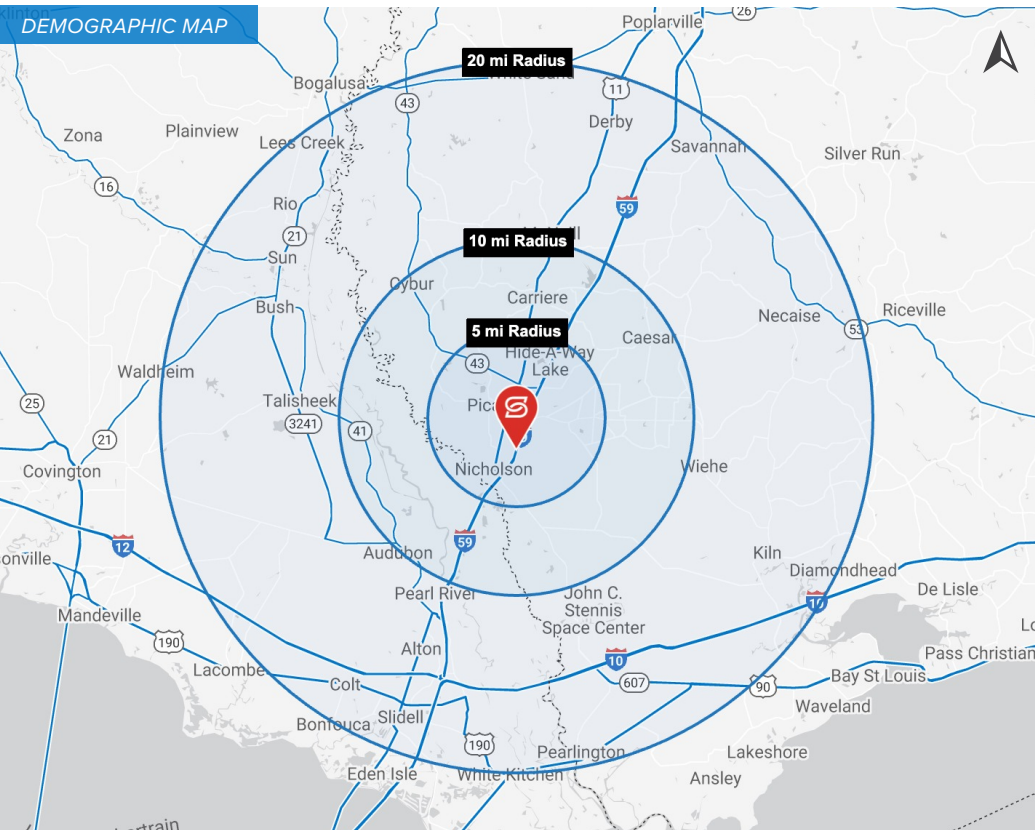 DEMOGRAPHIC MAP
26
Poplarville
20 mi Radius
Bogalusa
11
43
Derby
Zona
Plainview
Lees Creek
Savannah
Silver Run
16
59
Rio
21
10 mi Radius
Sun
Cybur
Carriere
Bush
Necaise
Riceville
5 mi Radius
53
Caesar
Hide-A-Way
Lake
43
Waldheim
Talisheek
25
3241
41
21
Covington
Nicholson
Wiehe
59
12
Audubon
Kiln
Diamondhead
Pearl River
John C.
Stennis
Space Center
De Lisle
10
Mandeville
190
Alton
10
Pass Christian
Lacombe
Colt
607
90
Bay St Louis
Waveland
Bonfouca
Slidell
190
Pearlington
Lakeshore
Eden Isle
White Kitchen
Ansley